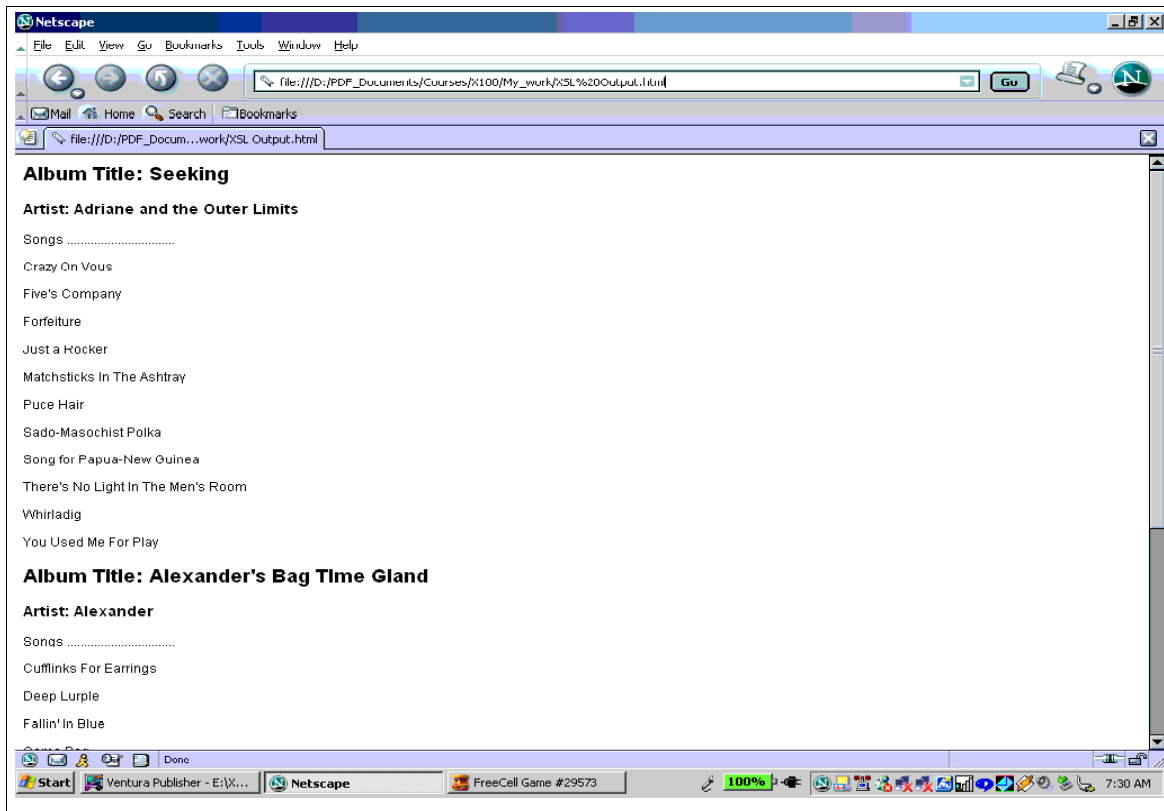 Netscape
File Edit View Go Bookmarks Tools Window Help
file:///D:/PDF_Documents/Courses/X100/My_work/XSL%20Output.html
Go
N
Mail Home Search Bookmarks
file:///D:/PDF_Docum...work/XSL Output.html
Album Title: Seeking
Artist: Adriane and the Outer Limits
Songs ................................
Crazy On Vous
Five's Company
Forfeiture
Just a Rocker
Matchsticks In The Ashtray
Puce Hair
Sado-Masochist Polka
Song for Papua-New Guinea
There's No Light In The Men's Room
Whirladig
You Used Me For Play
Album Title: Alexander's Bag Time Gland
Artist: Alexander
Songs ................................
Cufflinks For Earrings
Deep Lurple
Fallin' In Blue
Done
Start Ventura Publisher - E:\X... Netscape FreeCell Game #29573 100% 7:30 AM